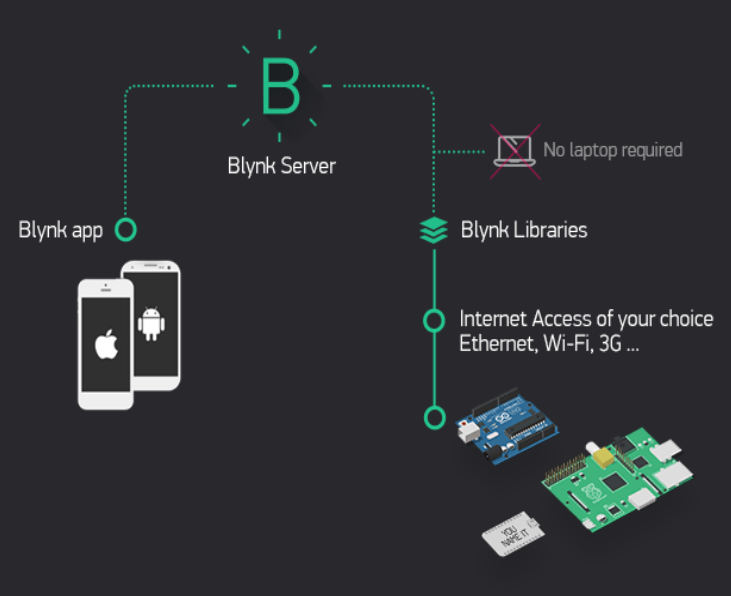 B
Blynk Server
No laptop required
Blynk app
Blynk Libraries
Internet Access of your choice
Ethernet, Wi-Fi, 3G ...
YOU
NAME IT